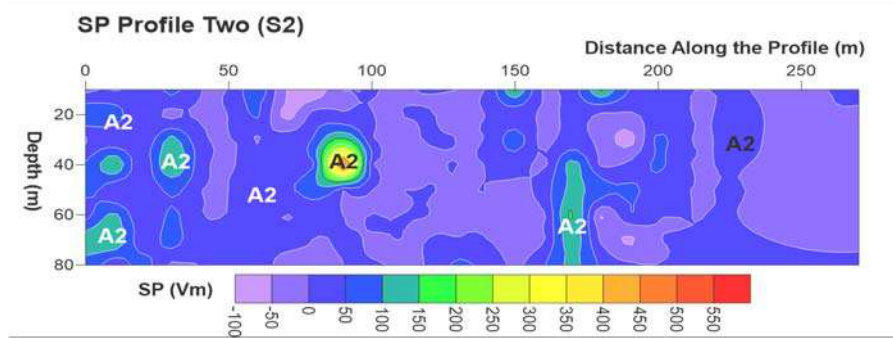 SP Profile Two (S2)
Distance Along the Profile (m)
0 50 100 150 200 250
Depth (m)
20
40
60
80
A2
A2
A2
A2
A2
A2
A2
SP (Vm)
-100 -50 0 50 100 150 200 250 300 350 400 450 500 550